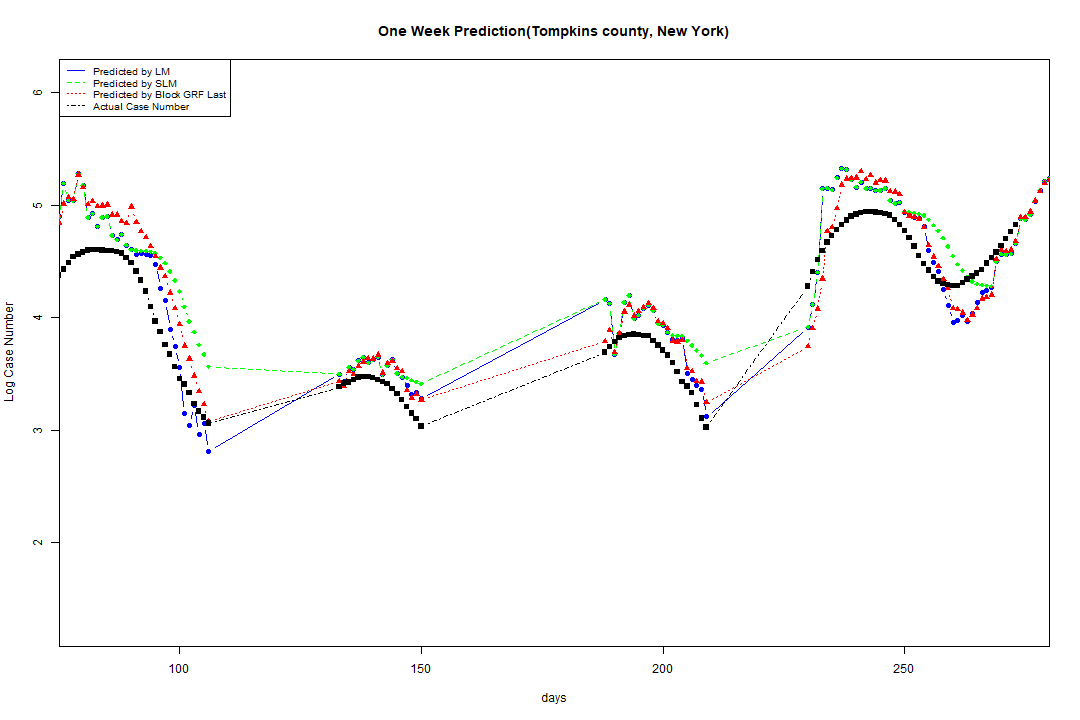 One Week Prediction(Tompkins county, New York)
Predicted by LM
Predicted by SLM
Predicted by Block GRF Last
Actual Case Number
6
5
4
3
2
Log Case Number
100 150 200 250
days